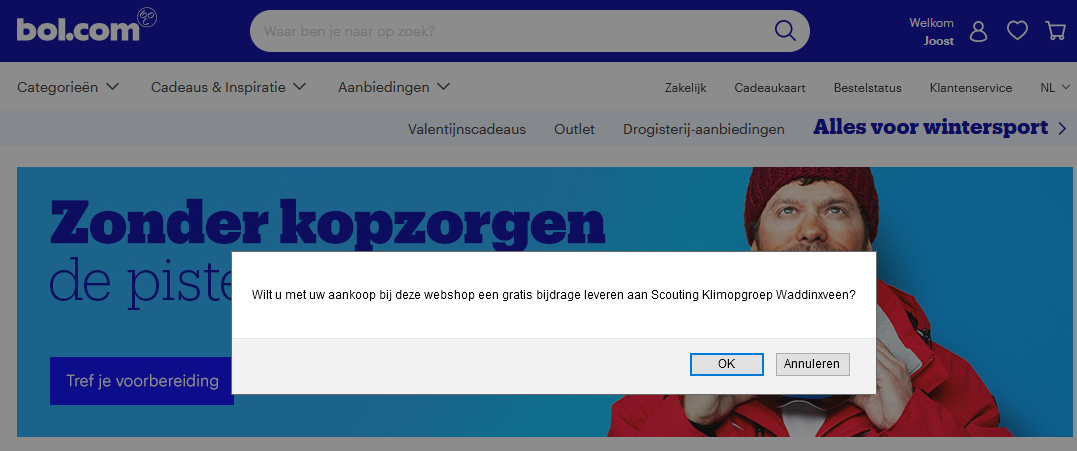 bol.com
Waar ben je naar op zoek?
Welkom
Joost
Categorieën
Cadeaus & Inspiratie
Aanbiedingen
Zakelijk
Cadeaukaart
Bestelstatus
Klantenservice
NL
Valentijnscadeaus
Outlet
Drogisterij-aanbiedingen
Alles voor wintersport
Zonder kopzorgen
de piste
Wilt u met uw aankoop bij deze webshop een gratis bijdrage leveren aan Scouting Klimopgroep Waddinxveen?
OK
Annuleren
Tref je voorbereiding